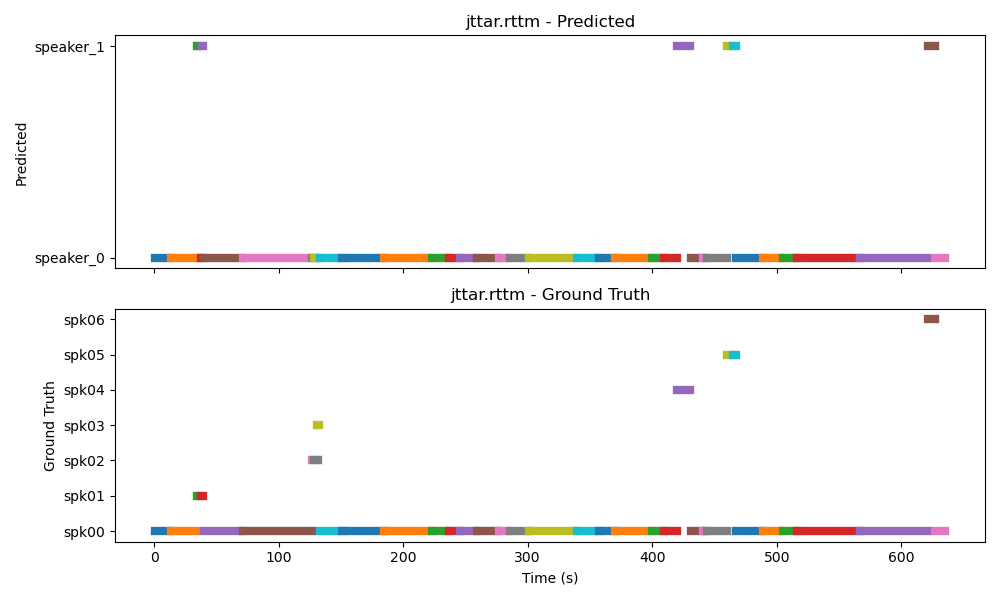 jttar.rttm - Predicted
speaker_1
Predicted
speaker_0
jttar.rttm - Ground Truth
spk06
spk05
spk04
Ground Truth
spk03
spk02
spk01
spk00
0 100 200 300 400 500 600
Time (s)